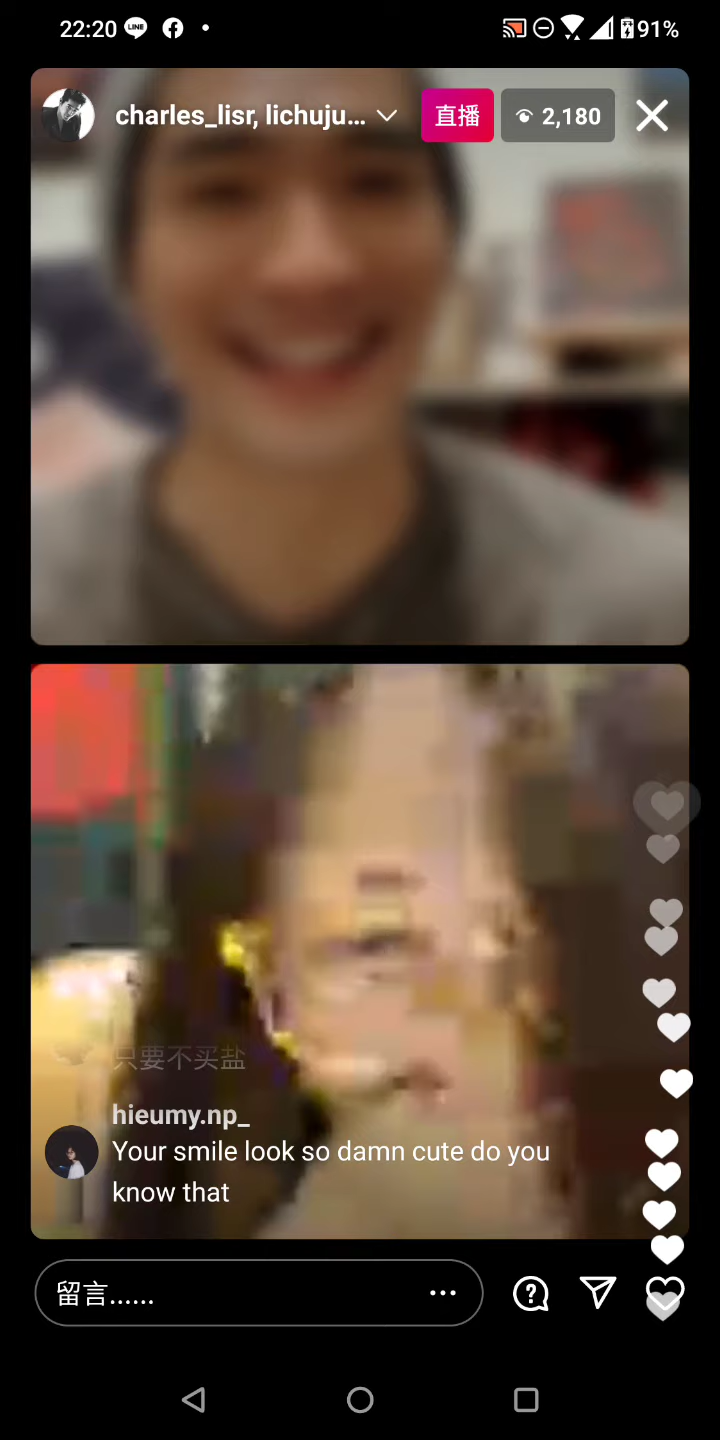 22:20 LINE 91%
charles_lisr, lichuju... 直播 2,180
只要不买盐
hieumy.np_
Your smile look so damn cute do you
know that
留言......